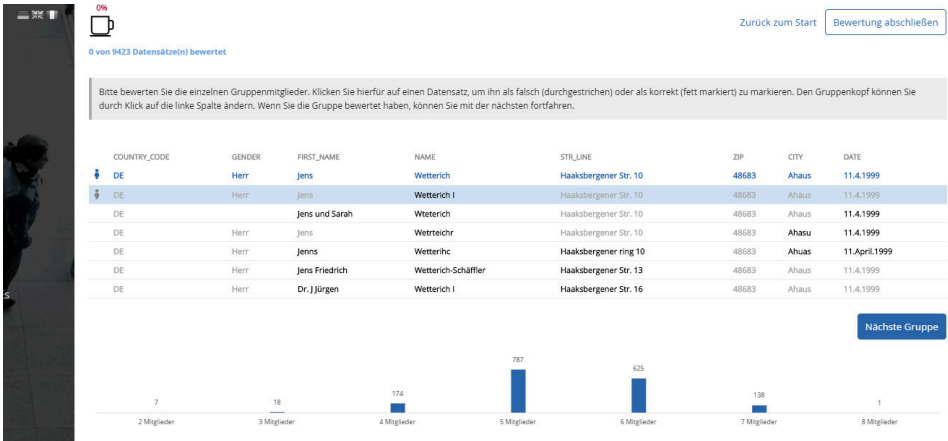 0%
Zurück zum Start
Bewertung abschließen
0 von 9423 Datensätze(n) bewertet
Bitte bewerten Sie die einzelnen Gruppenmitglieder. Klicken Sie hierfür auf einen Datensatz, um ihn als falsch (durchgestrichen) oder als korrekt (fett markiert) zu markieren. Den Gruppenkopf können Sie
durch Klick auf die linke Spalte ändern. Wenn Sie die Gruppe bewertet haben, können Sie mit der nächsten fortfahren.
COUNTRY_CODE GENDER FIRST_NAME NAME STR_LINE ZIP CITY DATE
DE Herr Jens Wetterich Haaksbergener Str. 10 48683 Ahaus 11.4.1999
DE Herr Jens Wetterich I Haaksbergener Str. 10 48683 Ahaus 11.4.1999
DE Jens und Sarah Wteterich Haaksbergener Str. 10 48683 Ahaus 11.4.1999
DE Herr Jens Wetrteichr Haaksbergener Str. 10 48683 Ahasu 11.4.1999
DE Herr Jenns Wetterihc Haaksbergener ring 10 48683 Ahuas 11.April.1999
DE Herr Jens Friedrich Wetterich-Schäffler Haaksbergener Str. 13 48683 Ahaus 11.4.1999
DE Herr Dr. J Jürgen Wetterich I Haaksbergener Str. 16 48683 Ahaus 11.4.1999
Nächste Gruppe
7 18 174 787 625 138 1
2 Mitglieder 3 Mitglieder 4 Mitglieder 5 Mitglieder 6 Mitglieder 7 Mitglieder 8 Mitglieder